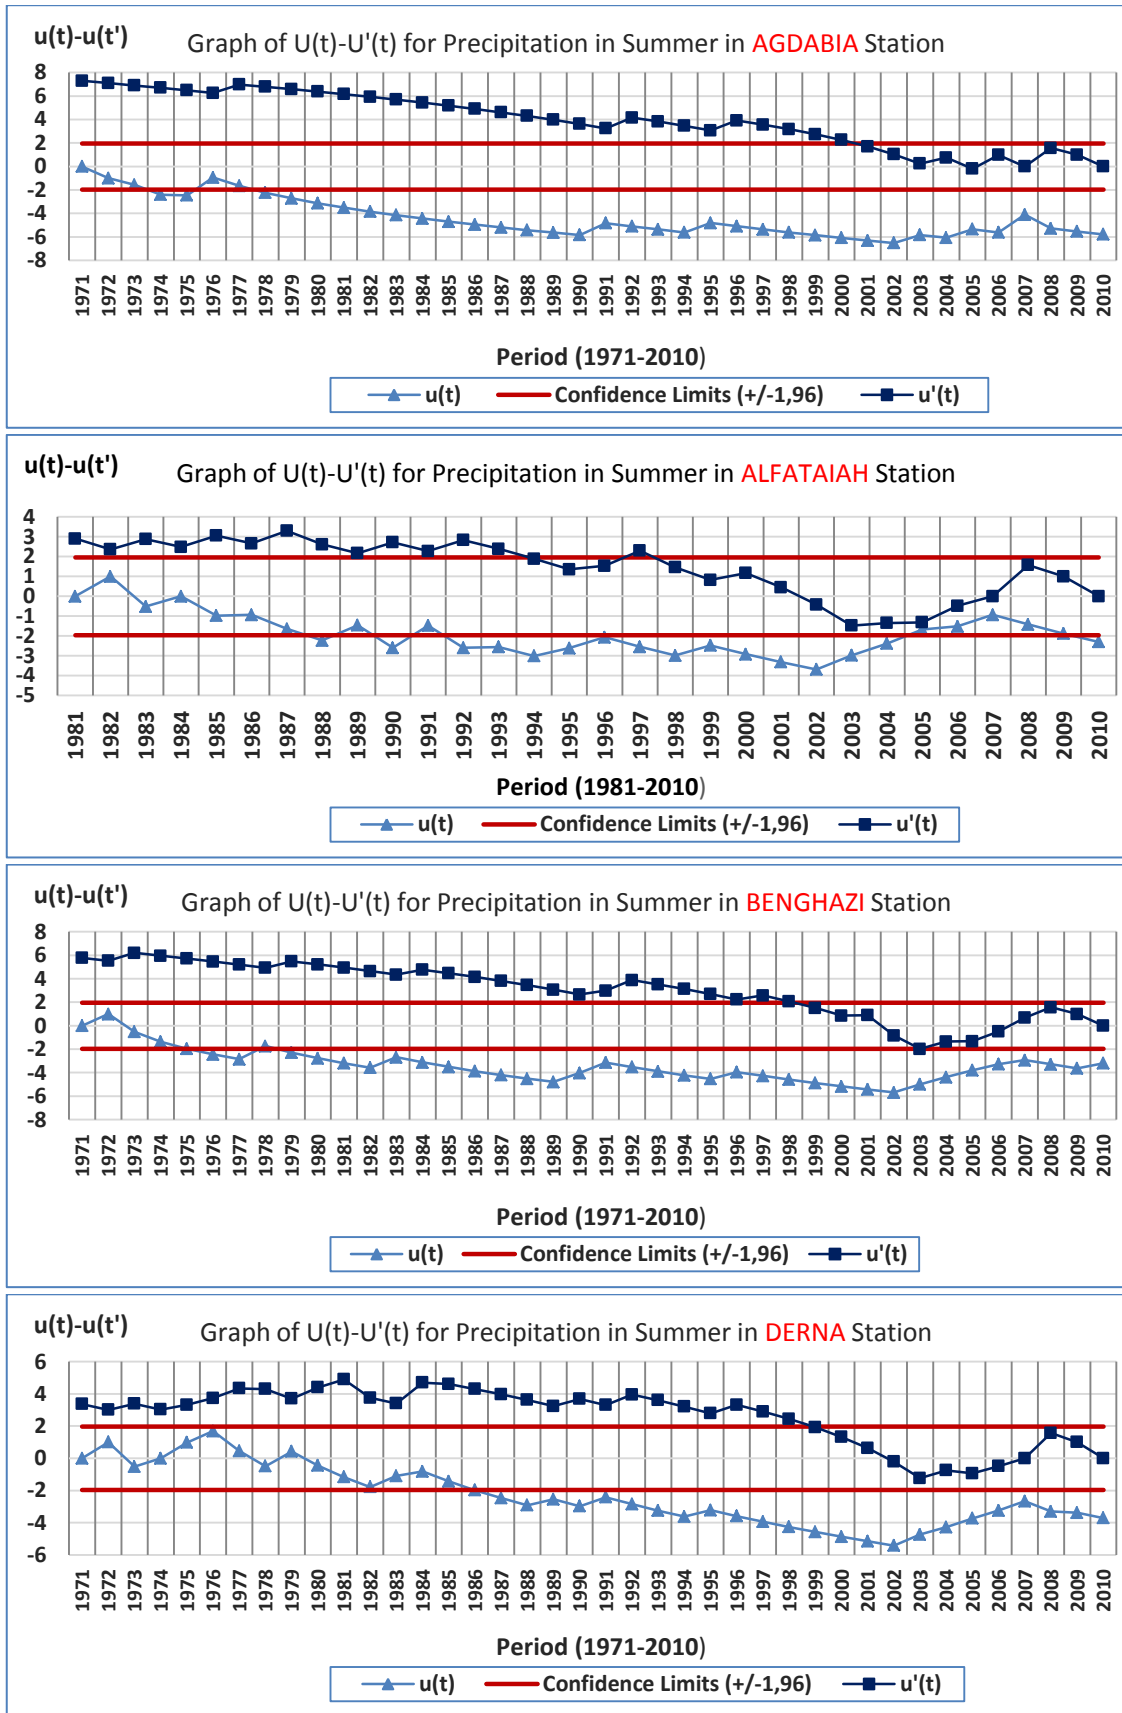 u(t)-u(t')
Graph of U(t)-U'(t) for Precipitation in Summer in AGDABIA Station
8
6
4
2
0
-2
-4
-6
-8
1971 1972 1973 1974 1975 1976 1977 1978 1979 1980 1981 1982 1983 1984 1985 1986 1987 1988 1989 1990 1991 1992 1993 1994 1995 1996 1997 1998 1999 2000 2001 2002 2003 2004 2005 2006 2007 2008 2009 2010
Period (1971-2010)
u(t) Confidence Limits (+/-1,96) u'(t)
u(t)-u(t')
Graph of U(t)-U'(t) for Precipitation in Summer in ALFATAIAH Station
4
3
2
1
0
-1
-2
-3
-4
-5
1981 1982 1983 1984 1985 1986 1987 1988 1989 1990 1991 1992 1993 1994 1995 1996 1997 1998 1999 2000 2001 2002 2003 2004 2005 2006 2007 2008 2009 2010
Period (1981-2010)
u(t) Confidence Limits (+/-1,96) u'(t)
u(t)-u(t')
Graph of U(t)-U'(t) for Precipitation in Summer in BENGHAZI Station
8
6
4
2
0
-2
-4
-6
-8
1971 1972 1973 1974 1975 1976 1977 1978 1979 1980 1981 1982 1983 1984 1985 1986 1987 1988 1989 1990 1991 1992 1993 1994 1995 1996 1997 1998 1999 2000 2001 2002 2003 2004 2005 2006 2007 2008 2009 2010
Period (1971-2010)
u(t) Confidence Limits (+/-1,96) u'(t)
u(t)-u(t')
Graph of U(t)-U'(t) for Precipitation in Summer in DERNA Station
6
4
2
0
-2
-4
-6
1971 1972 1973 1974 1975 1976 1977 1978 1979 1980 1981 1982 1983 1984 1985 1986 1987 1988 1989 1990 1991 1992 1993 1994 1995 1996 1997 1998 1999 2000 2001 2002 2003 2004 2005 2006 2007 2008 2009 2010
Period (1971-2010)
u(t) Confidence Limits (+/-1,96) u'(t)